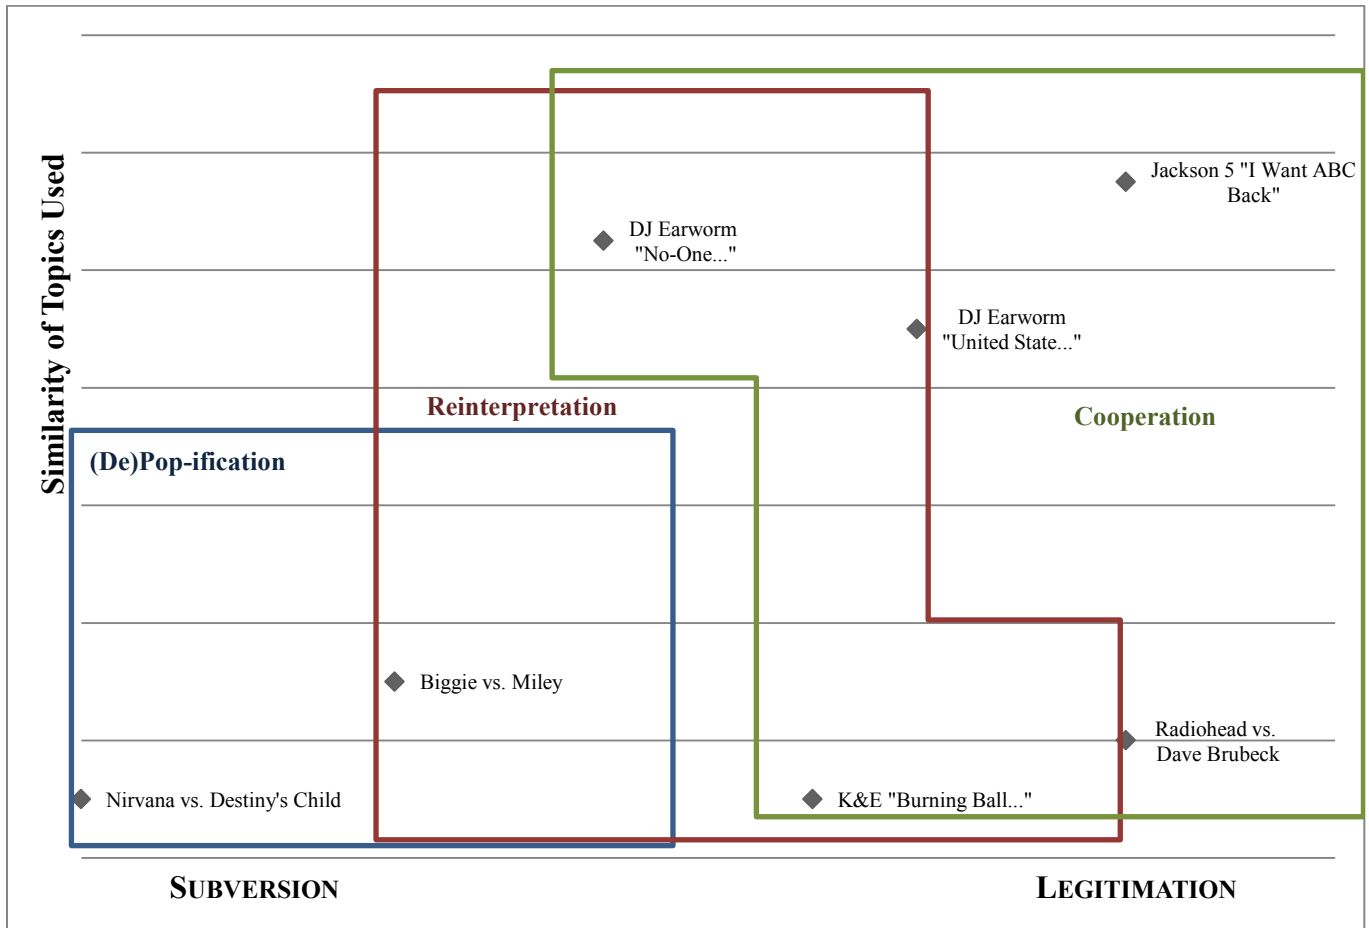 Similarity of Topics Used
Jackson 5 "I Want ABC
Back"
DJ Earworm
"No-One..."
DJ Earworm
"United State..."
Reinterpretation
Cooperation
(De)Pop-ification
Biggie vs. Miley
Radiohead vs.
Dave Brubeck
Nirvana vs. Destiny's Child
K&E "Burning Ball..."
SUBVERSION
LEGITIMATION